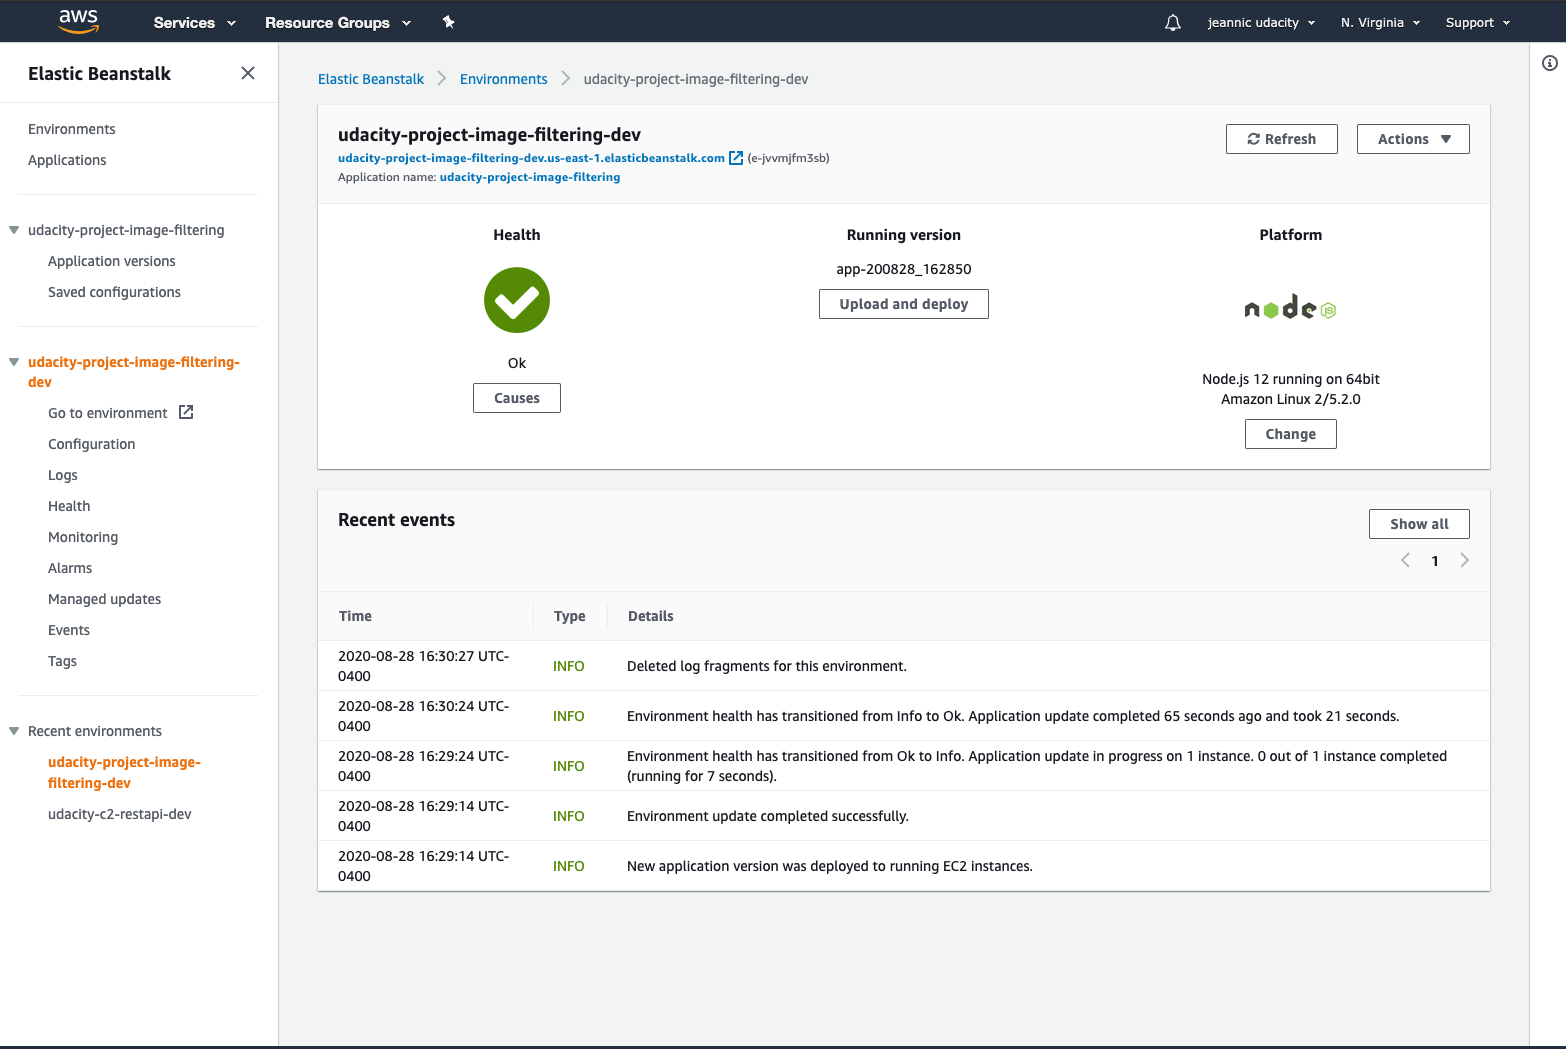 aws
Services
Resource Groups
jeannic udacity
N. Virginia
Support
Elastic Beanstalk
Environments
Applications
udacity-project-image-filtering
Application versions
Saved configurations
udacity-project-image-filtering-
dev
Go to environment
Configuration
Logs
Health
Monitoring
Alarms
Managed updates
Events
Tags
Recent environments
udacity-project-image-
filtering-dev
udacity-c2-restapi-dev
Elastic Beanstalk > Environments > udacity-project-image-filtering-dev
udacity-project-image-filtering-dev
udacity-project-image-filtering-dev.us-east-1.elasticbeanstalk.com (e-jvvmjfm3sb)
Application name: udacity-project-image-filtering
Refresh
Actions
Health
Ok
Causes
Running version
app-200828_162850
Upload and deploy
Platform
node JS
Node.js 12 running on 64bit
Amazon Linux 2/5.2.0
Change
Recent events
Show all
1
Time Type Details
2020-08-28 16:30:27 UTC-
0400
INFO
Deleted log fragments for this environment.
2020-08-28 16:30:24 UTC-
0400
INFO
Environment health has transitioned from Info to Ok. Application update completed 65 seconds ago and took 21 seconds.
2020-08-28 16:29:24 UTC-
0400
INFO
Environment health has transitioned from Ok to Info. Application update in progress on 1 instance. 0 out of 1 instance completed
(running for 7 seconds).
2020-08-28 16:29:14 UTC-
0400
INFO
Environment update completed successfully.
2020-08-28 16:29:14 UTC-
0400
INFO
New application version was deployed to running EC2 instances.